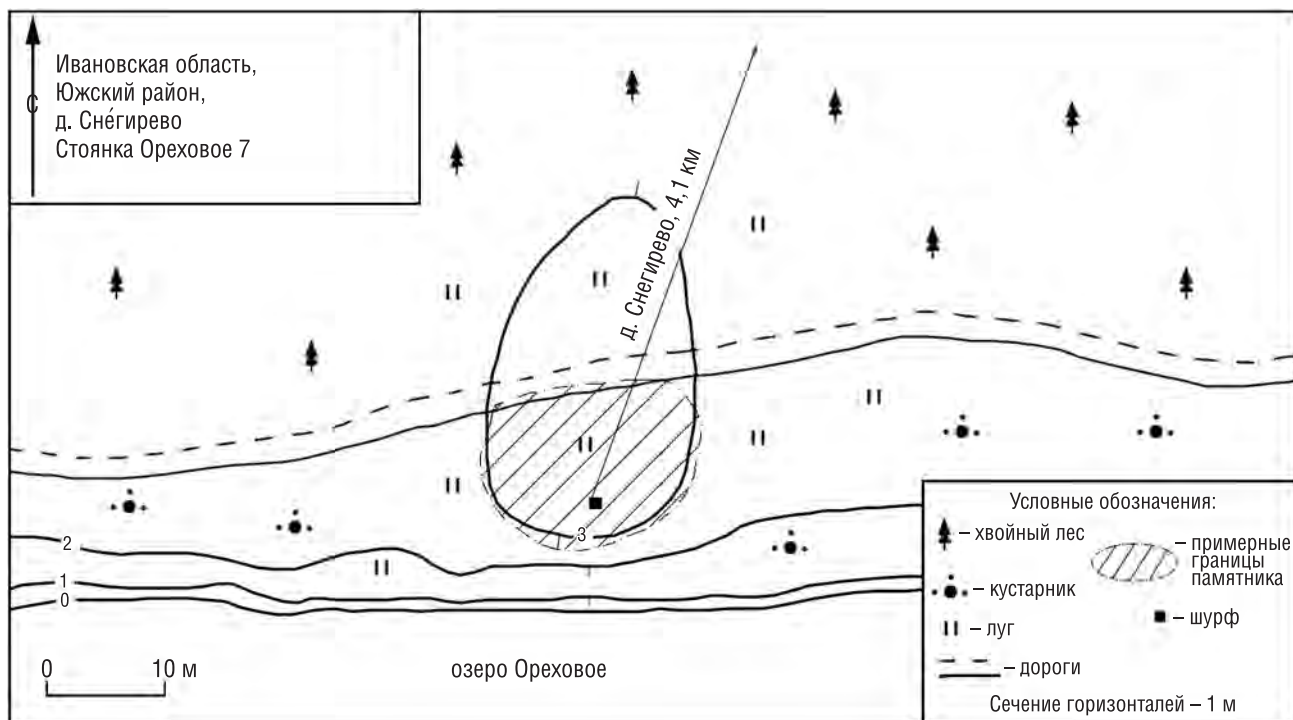 С
Ивановская область,
Южский район,
д. Сне́гирево
Стоянка Ореховое 7
д. Снегирево, 4,1 км
3
2
1
0
0 10 м
озеро Ореховое
Условные обозначения:
– хвойный лес
– кустарник
– луг
– дороги
– примерные
границы
памятника
– шурф
Сечение горизонталей – 1 м